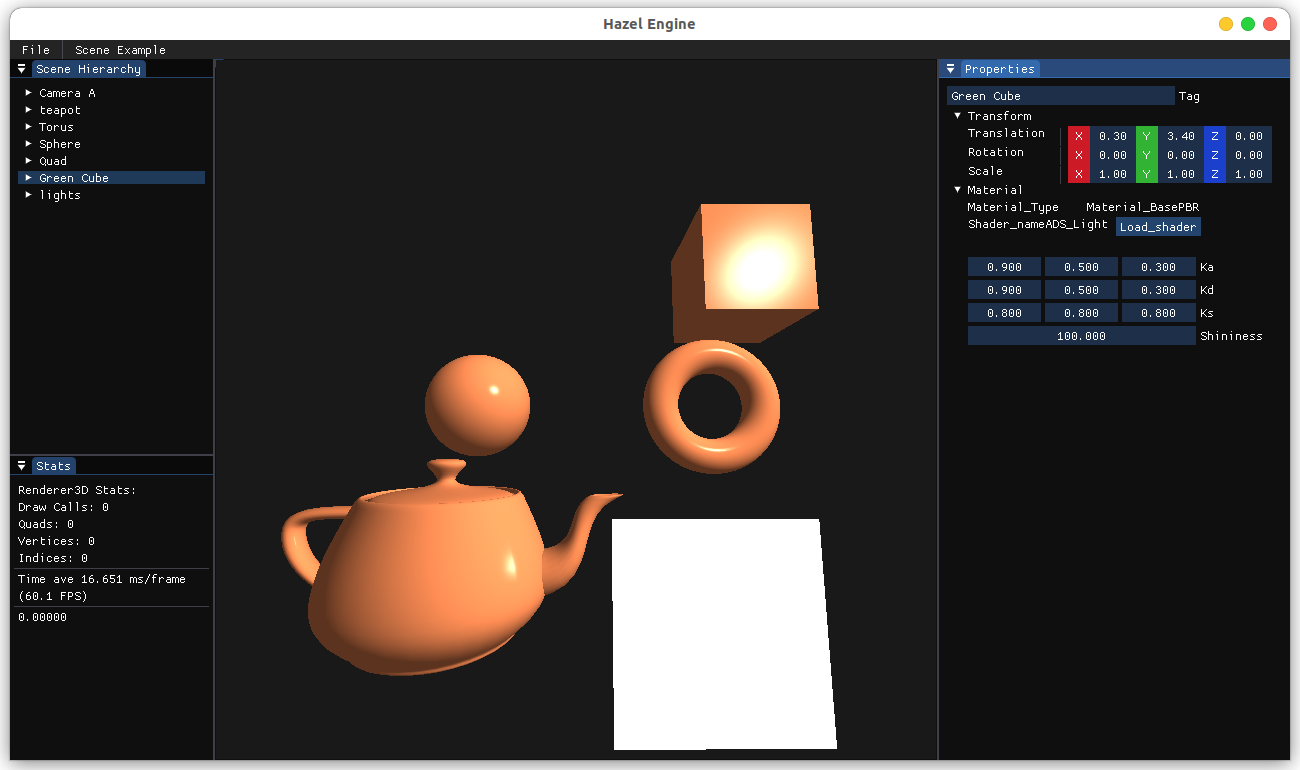 Hazel Engine
File Scene Example
Scene Hierarchy
Camera A
teapot
Torus
Sphere
Quad
Green Cube
lights
Stats
Renderer3D Stats:
Draw Calls: 0
Quads: 0
Vertices: 0
Indices: 0
Time ave 16.651 ms/frame
(60.1 FPS)
0.00000
Properties
Green Cube Tag
Transform
Translation X 0.30 Y 3.40 Z 0.00
Rotation X 0.00 Y 0.00 Z 0.00
Scale X 1.00 Y 1.00 Z 1.00
Material
Material_Type Material_BasePBR
Shader_nameADS_Light Load_shader
0.900 0.500 0.300 Ka
0.900 0.500 0.300 Kd
0.800 0.800 0.800 Ks
100.000 Shininess